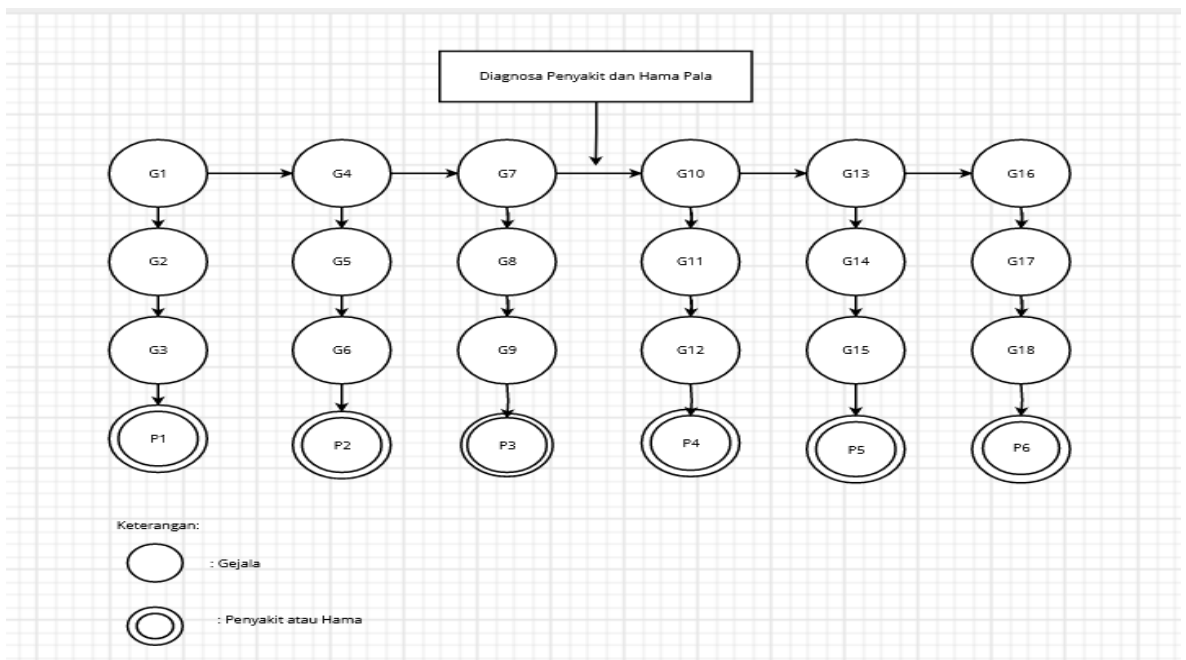 Diagnosa Penyakit dan Hama Pala
G1 G4 G7 G10 G13 G16
G2 G5 G8 G11 G14 G17
G3 G6 G9 G12 G15 G18
P1 P2 P3 P4 P5 P6
Keterangan:
: Gejala
: Penyakit atau Hama